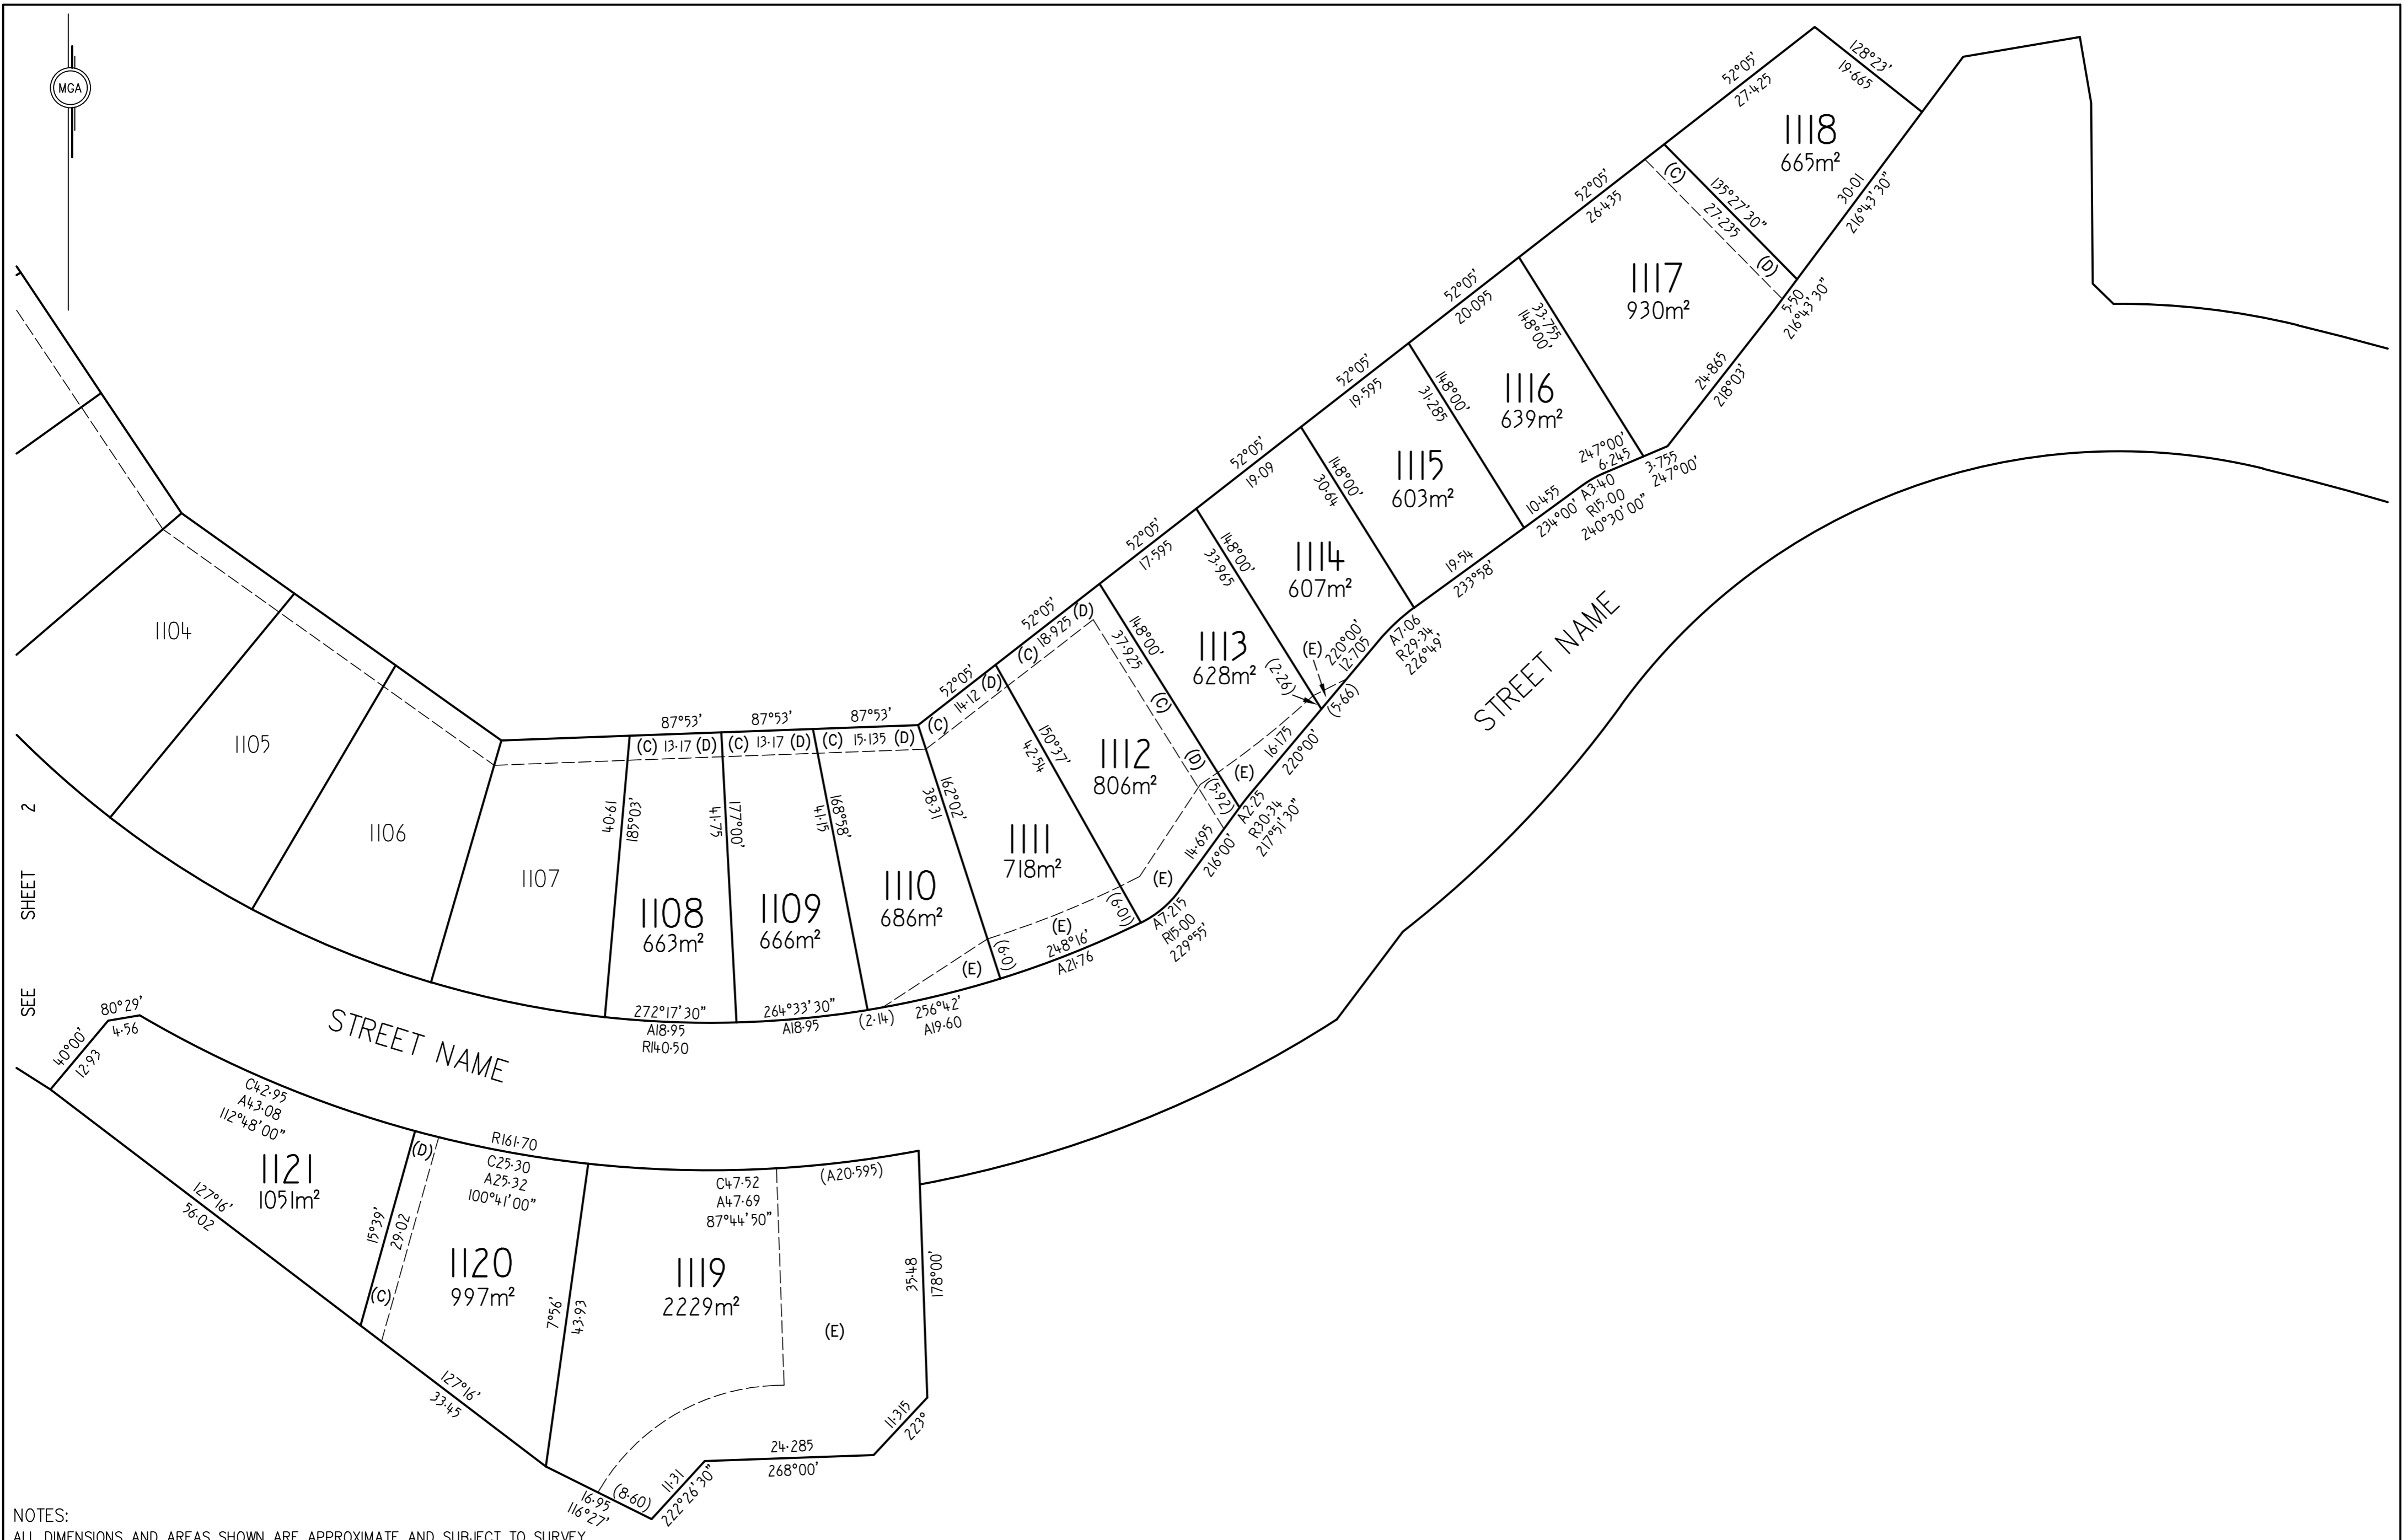 MGA
128°23'
19·665
52°05'
27·425
1118
665m²
30·01
216°43'30"
(C)
135°27'30"
27·235
(D)
52°05'
26·435
1117
930m²
5·50
216°43'30"
24·865
218°03'
33·755
148°00'
52°05'
20·095
1116
639m²
247°00'
6·245
3·755
247°00'
10·455
234°00'
A3·40
R15·00
240°30'00"
148°00'
31·285
52°05'
19·595
1115
603m²
19·54
233°58'
148°00'
30·64
52°05'
19·09
1114
607m²
220°00'
12·705
A7·06
R29·34
226°49'
(E)
(2·26)
(5·66)
148°00'
33·965
52°05'
17·595
1113
628m²
16·175
220°00'
(E)
148°00'
37·925
(C)
(D)
(5·92)
52°05'
(C) 18·925 (D)
1112
806m²
A2·25
R30·34
217°51'30"
14·695
216°00'
(E)
A7·215
R15·00
229°55'
150°37'
42·54
52°05'
(C) 14·12 (D)
1111
718m²
(6·01)
(E)
248°16'
A21·76
162°02'
38·31
(6·0)
87°53'
(C) 15·135 (D)
1110
686m²
(E)
256°42'
A19·60
(2·14)
168°58'
41·15
87°53'
(C) 13·17 (D)
1109
666m²
264°33'30"
A18·95
177°00'
41·75
87°53'
(C) 13·17 (D)
1108
663m²
272°17'30"
A18·95
R140·50
40·61
185°03'
1107
1106
1105
1104
SEE SHEET 2
STREET NAME
STREET NAME
80°29'
4·56
40°00'
12·93
C42·95
A43·08
112°48'00"
1121
1051m²
127°16'
56·02
15°39'
29·02
(D)
(C)
R161·70
C25·30
A25·32
100°41'00"
1120
997m²
127°16'
33·45
7°56'
43·93
C47·52
A47·69
87°44'50"
(A20·595)
1119
2229m²
(E)
35·48
178°00'
11·315
223°
24·285
268°00'
11·31
222°26'30"
(8·60)
16·95
116°27'
NOTES:
ALL DIMENSIONS AND AREAS SHOWN ARE APPROXIMATE AND SUBJECT TO SURVEY